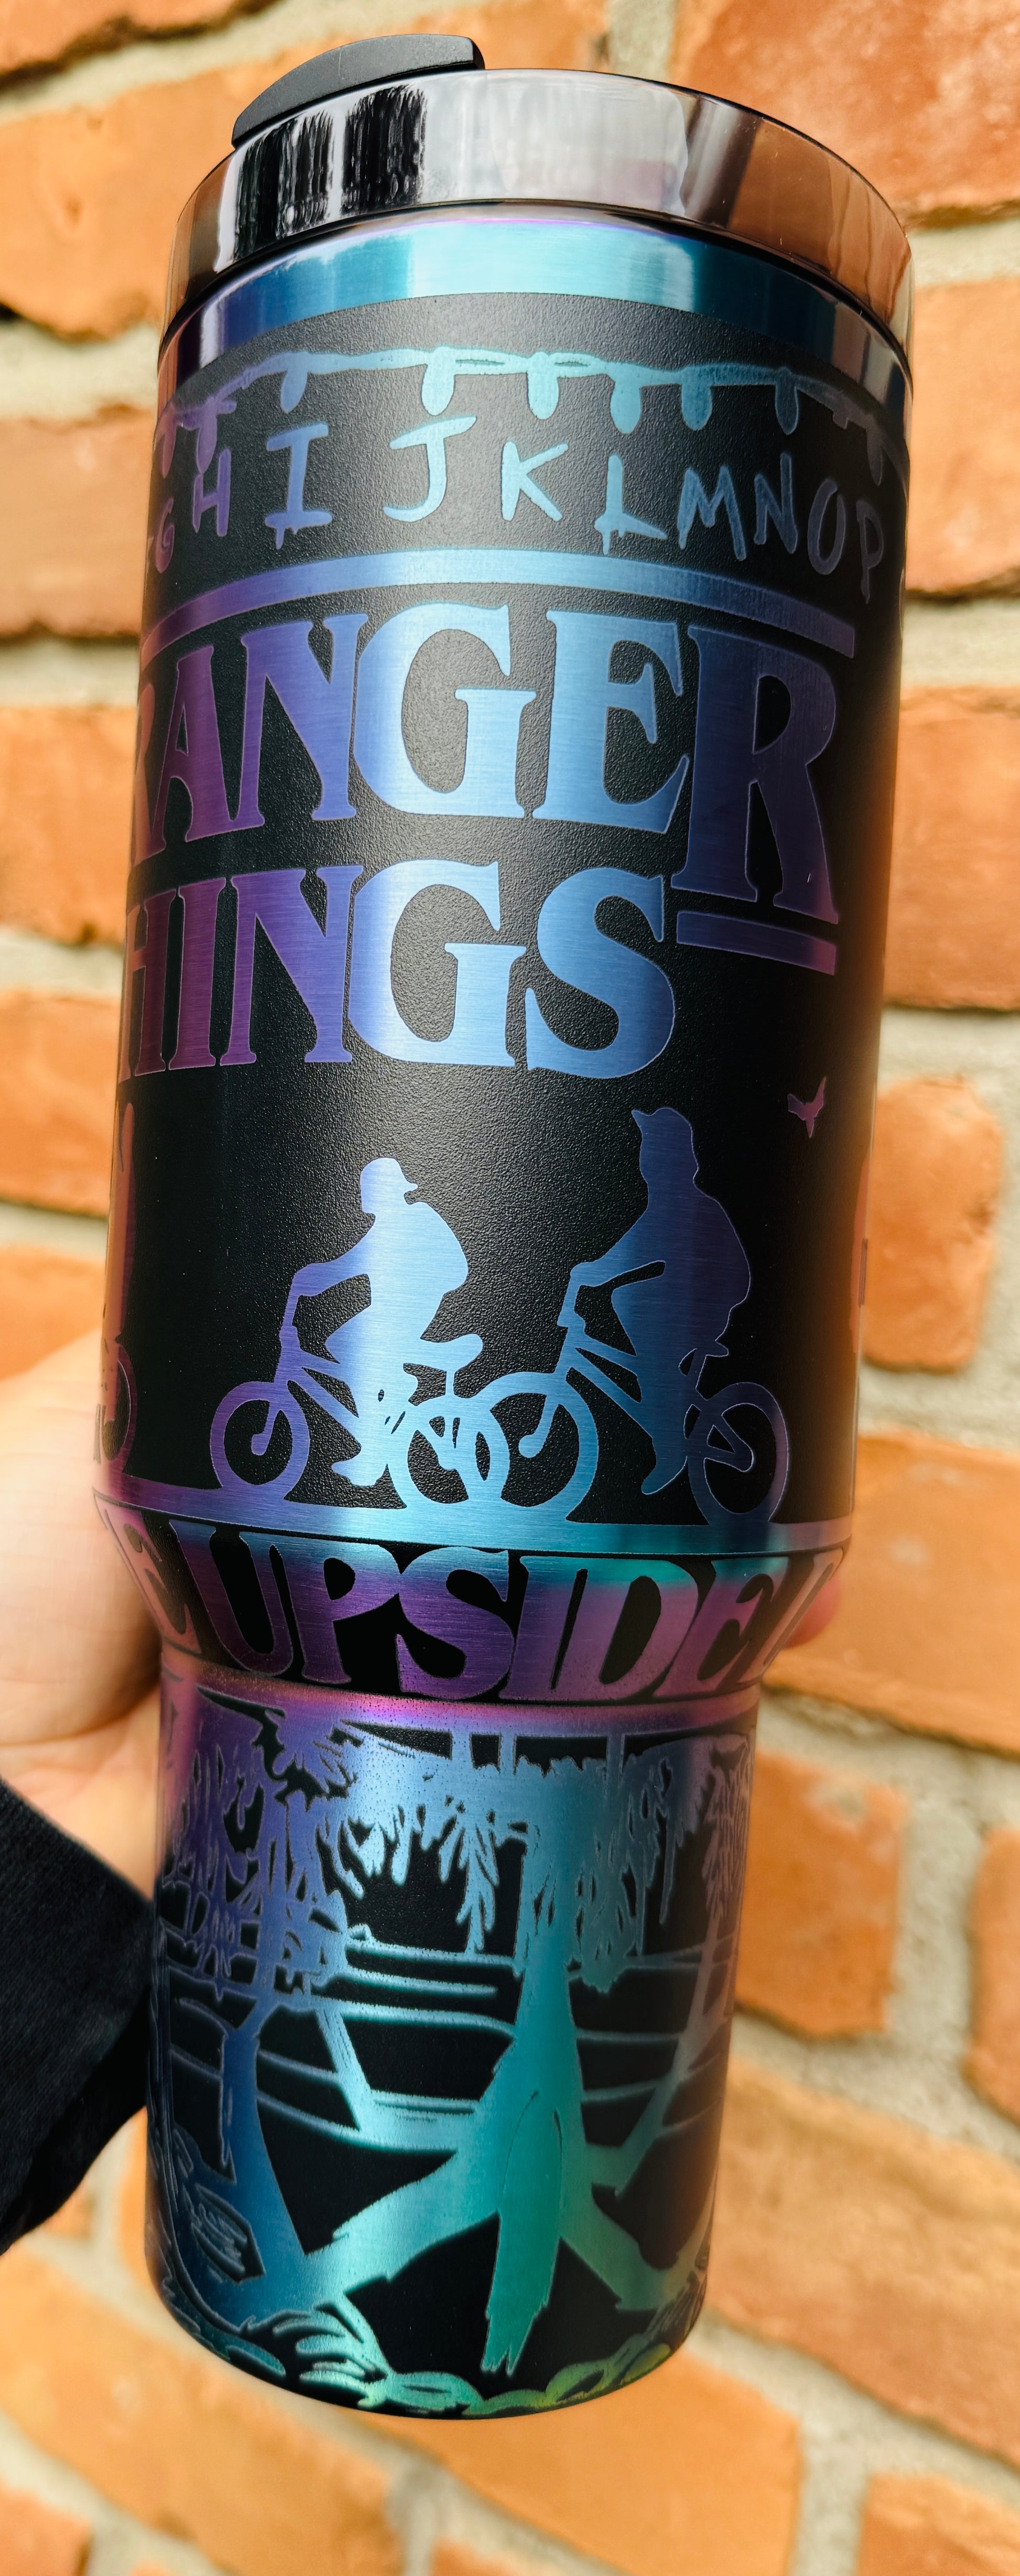 G H I J K L M N O P
RANGER
HINGS
E UPSIDE